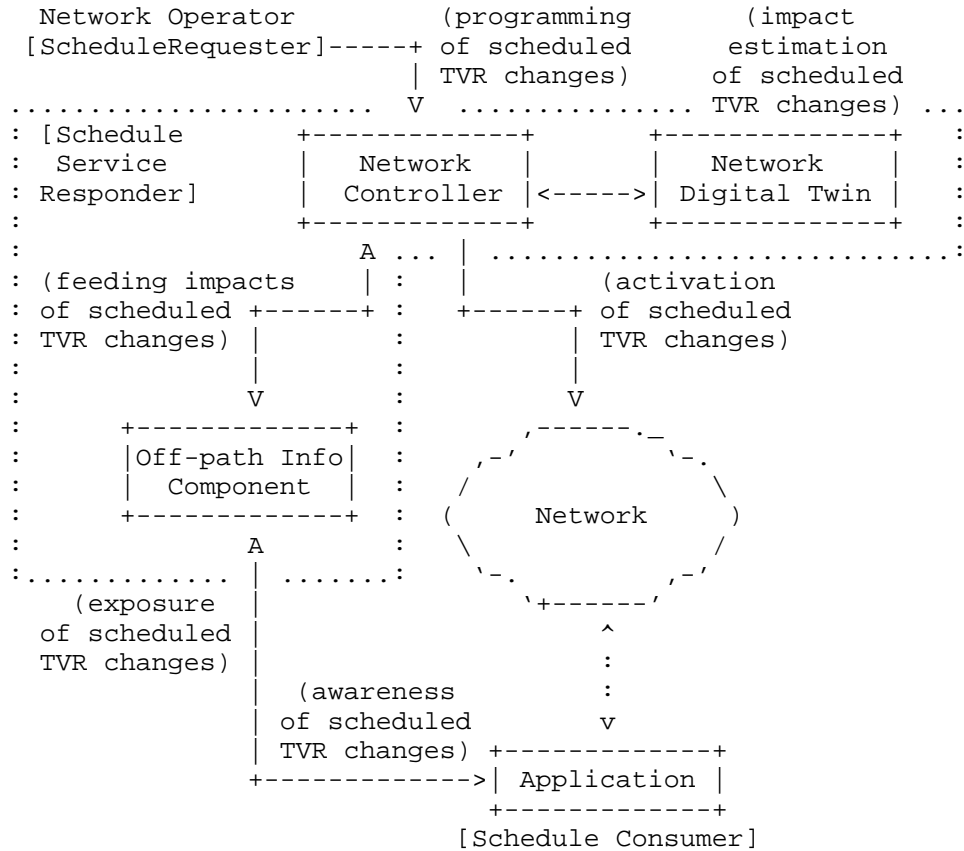 Network Operator (programming (impact
[ScheduleRequester] of scheduled estimation
TVR changes) of scheduled
V TVR changes)
[Schedule
Service Network Network
Responder] Controller Digital Twin
A
(feeding impacts (activation
of scheduled of scheduled
TVR changes) TVR changes)
V V
Off-path Info
Component
Network
A
(exposure
of scheduled
TVR changes)
(awareness
of scheduled v
TVR changes)
Application
[Schedule Consumer]